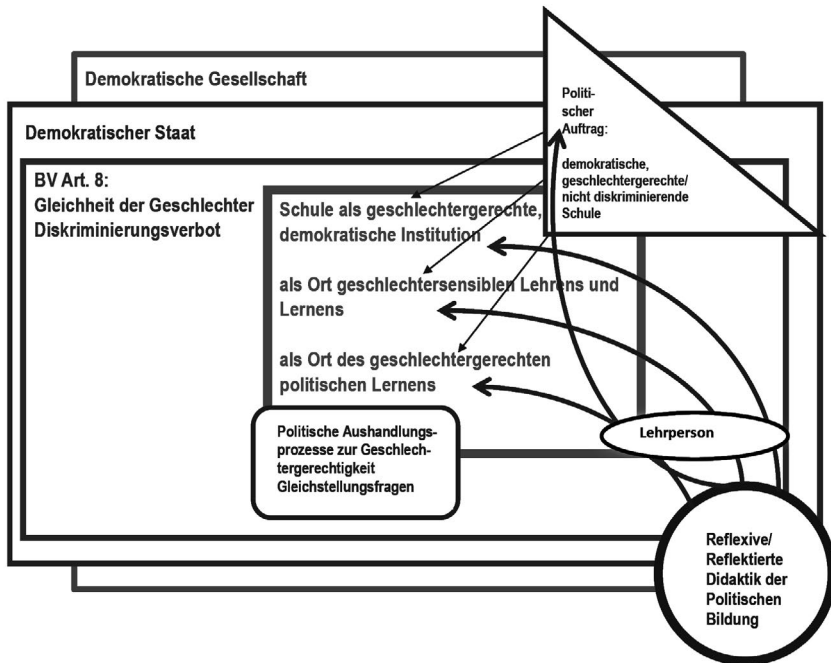 Demokratische Gesellschaft
Demokratischer Staat
BV Art. 8:
Gleichheit der Geschlechter
Diskriminierungsverbot
Politi-
scher
Auftrag:
demokratische,
geschlechtergerechte/
nicht diskriminierende
Schule
Schule als geschlechtergerechte,
demokratische Institution
als Ort geschlechtersensiblen Lehrens und
Lernens
als Ort des geschlechtergerechten
politischen Lernens
Politische Aushandlungs-
prozesse zur Geschlech-
tergerechtigkeit
Gleichstellungsfragen
Lehrperson
Reflexive/
Reflektierte
Didaktik der
Politischen
Bildung